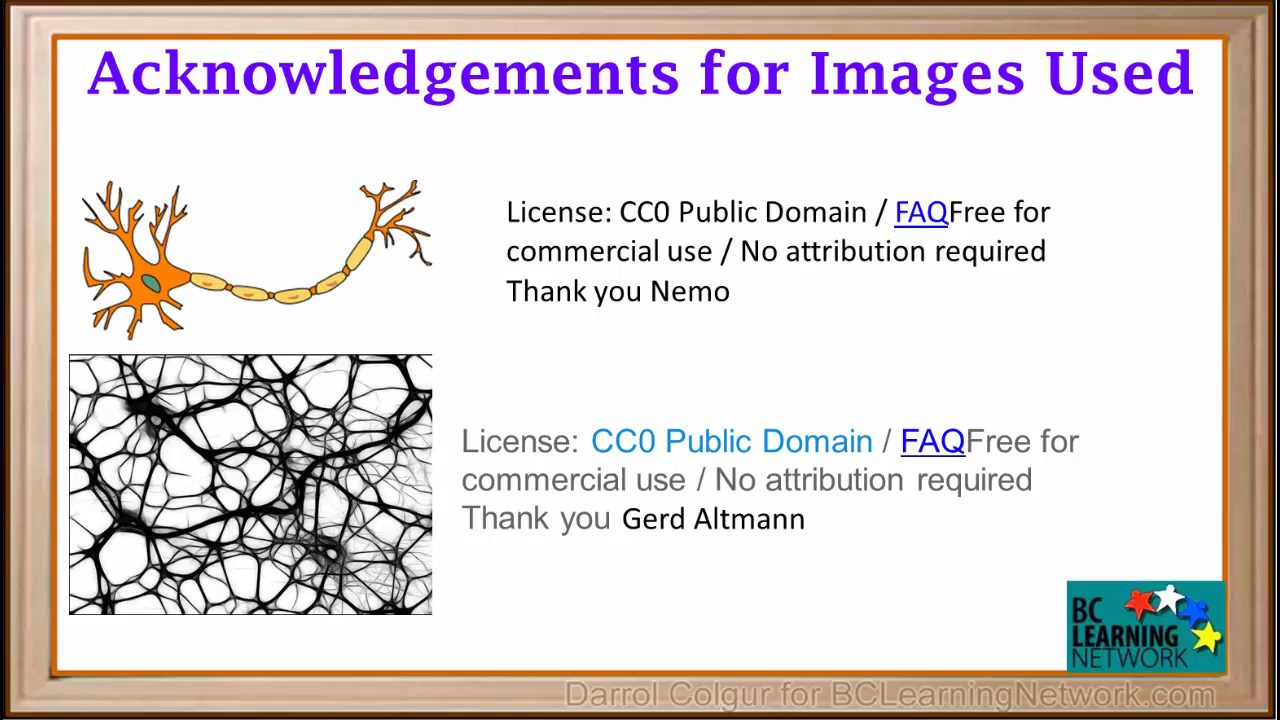 Acknowledgements for Images Used
License: CC0 Public Domain / FAQFree for
commercial use / No attribution required
Thank you Nemo
License: CC0 Public Domain / FAQFree for
commercial use / No attribution required
Thank you Gerd Altmann
BC
LEARNING
NETWORK
Darrol Colgur for BCLearningNetwork.com